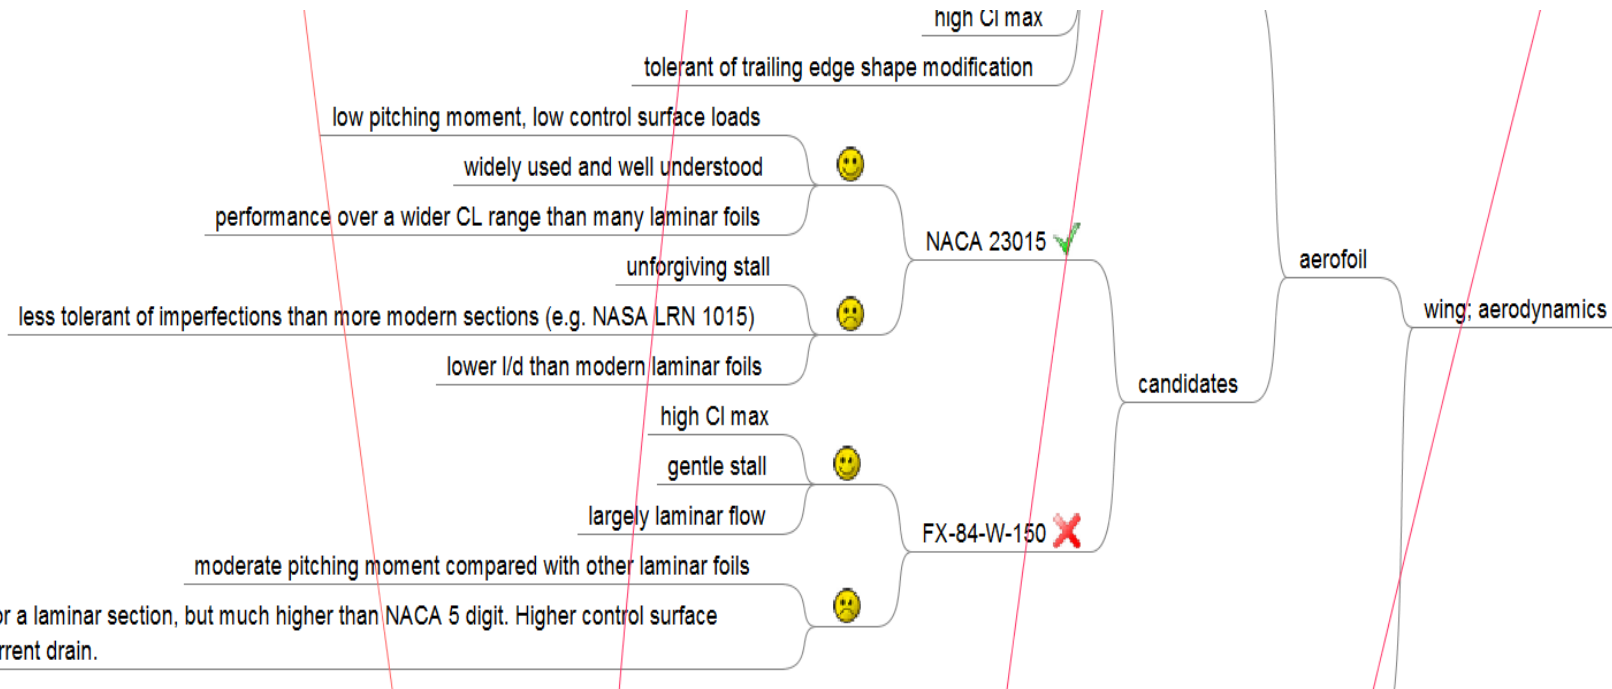 high Cl max
tolerant of trailing edge shape modification
low pitching moment, low control surface loads
widely used and well understood
performance over a wider CL range than many laminar foils
NACA 23015
unforgiving stall
less tolerant of imperfections than more modern sections (e.g. NASA LRN 1015)
lower l/d than modern laminar foils
aerofoil
wing; aerodynamics
candidates
high Cl max
gentle stall
largely laminar flow
FX-84-W-150
moderate pitching moment compared with other laminar foils
a laminar section, but much higher than NACA 5 digit. Higher control surface
drain.